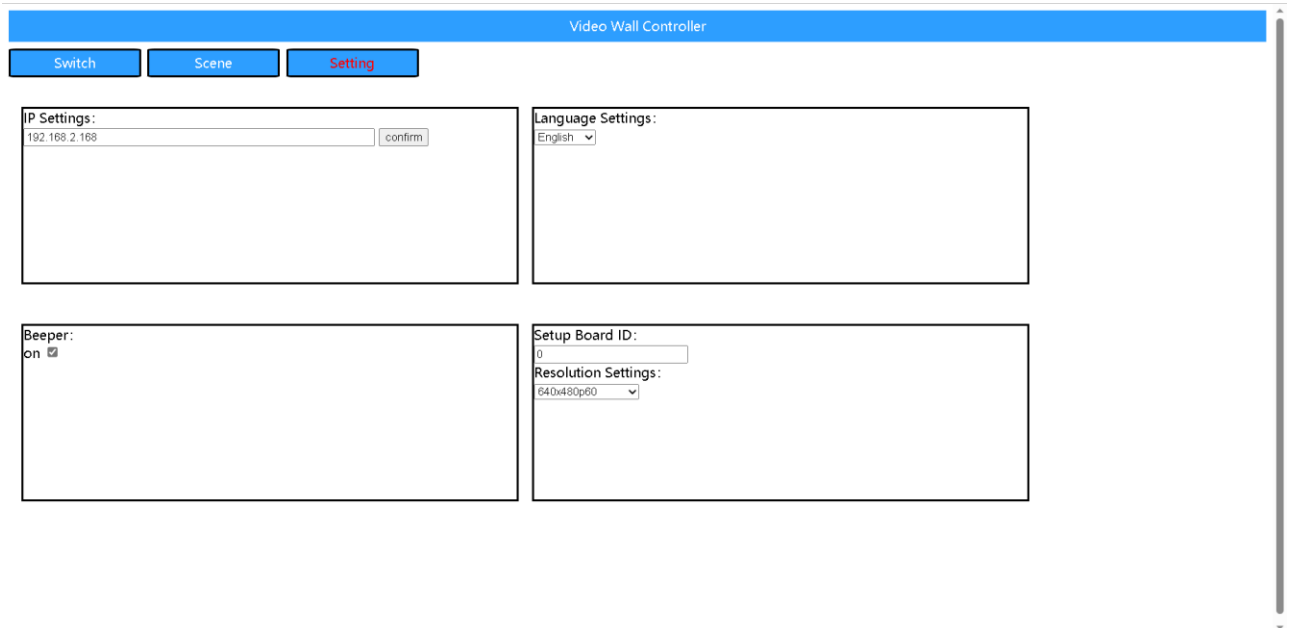 Video Wall Controller
Switch Scene Setting
IP Settings:
192.168.2.168 confirm
Language Settings:
English
Beeper:
on
Setup Board ID:
0
Resolution Settings:
640x480p60